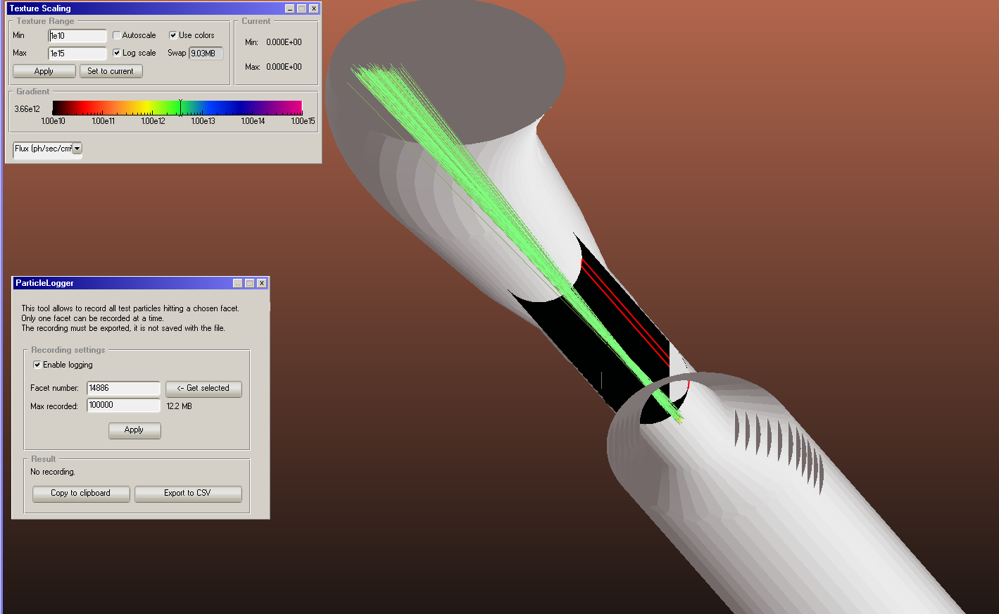 Texture Scaling
Texture Range
Current
Min 1e10 Autoscale Use colors
Min: 0.000E+00
Max 1e15 Log scale Swap 9.03MB
Max: 0.000E+00
Apply Set to current
Gradient
3.66e12
1.00e10 1.00e11 1.00e12 1.00e13 1.00e14 1.00e15
Flux (ph/sec/cm²
ParticleLogger
This tool allows to record all test particles hitting a chosen facet.
Only one facet can be recorded at a time.
The recording must be exported, it is not saved with the file.
Recording settings
Enable logging
Facet number: 14886 <- Get selected
Max recorded: 100000 12.2 MB
Apply
Result
No recording.
Copy to clipboard Export to CSV